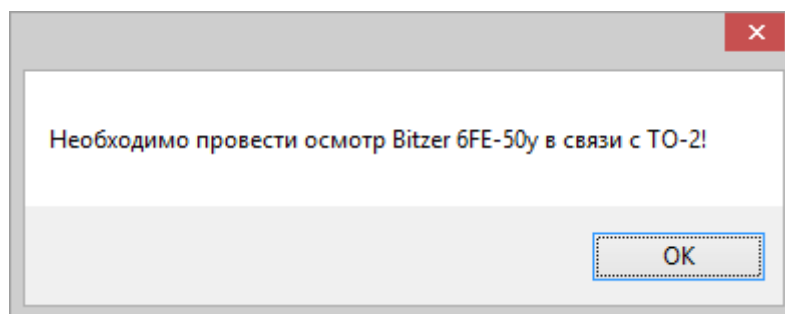 Необходимо провести осмотр Bitzer 6FE-50y в связи с ТО-2!
OK